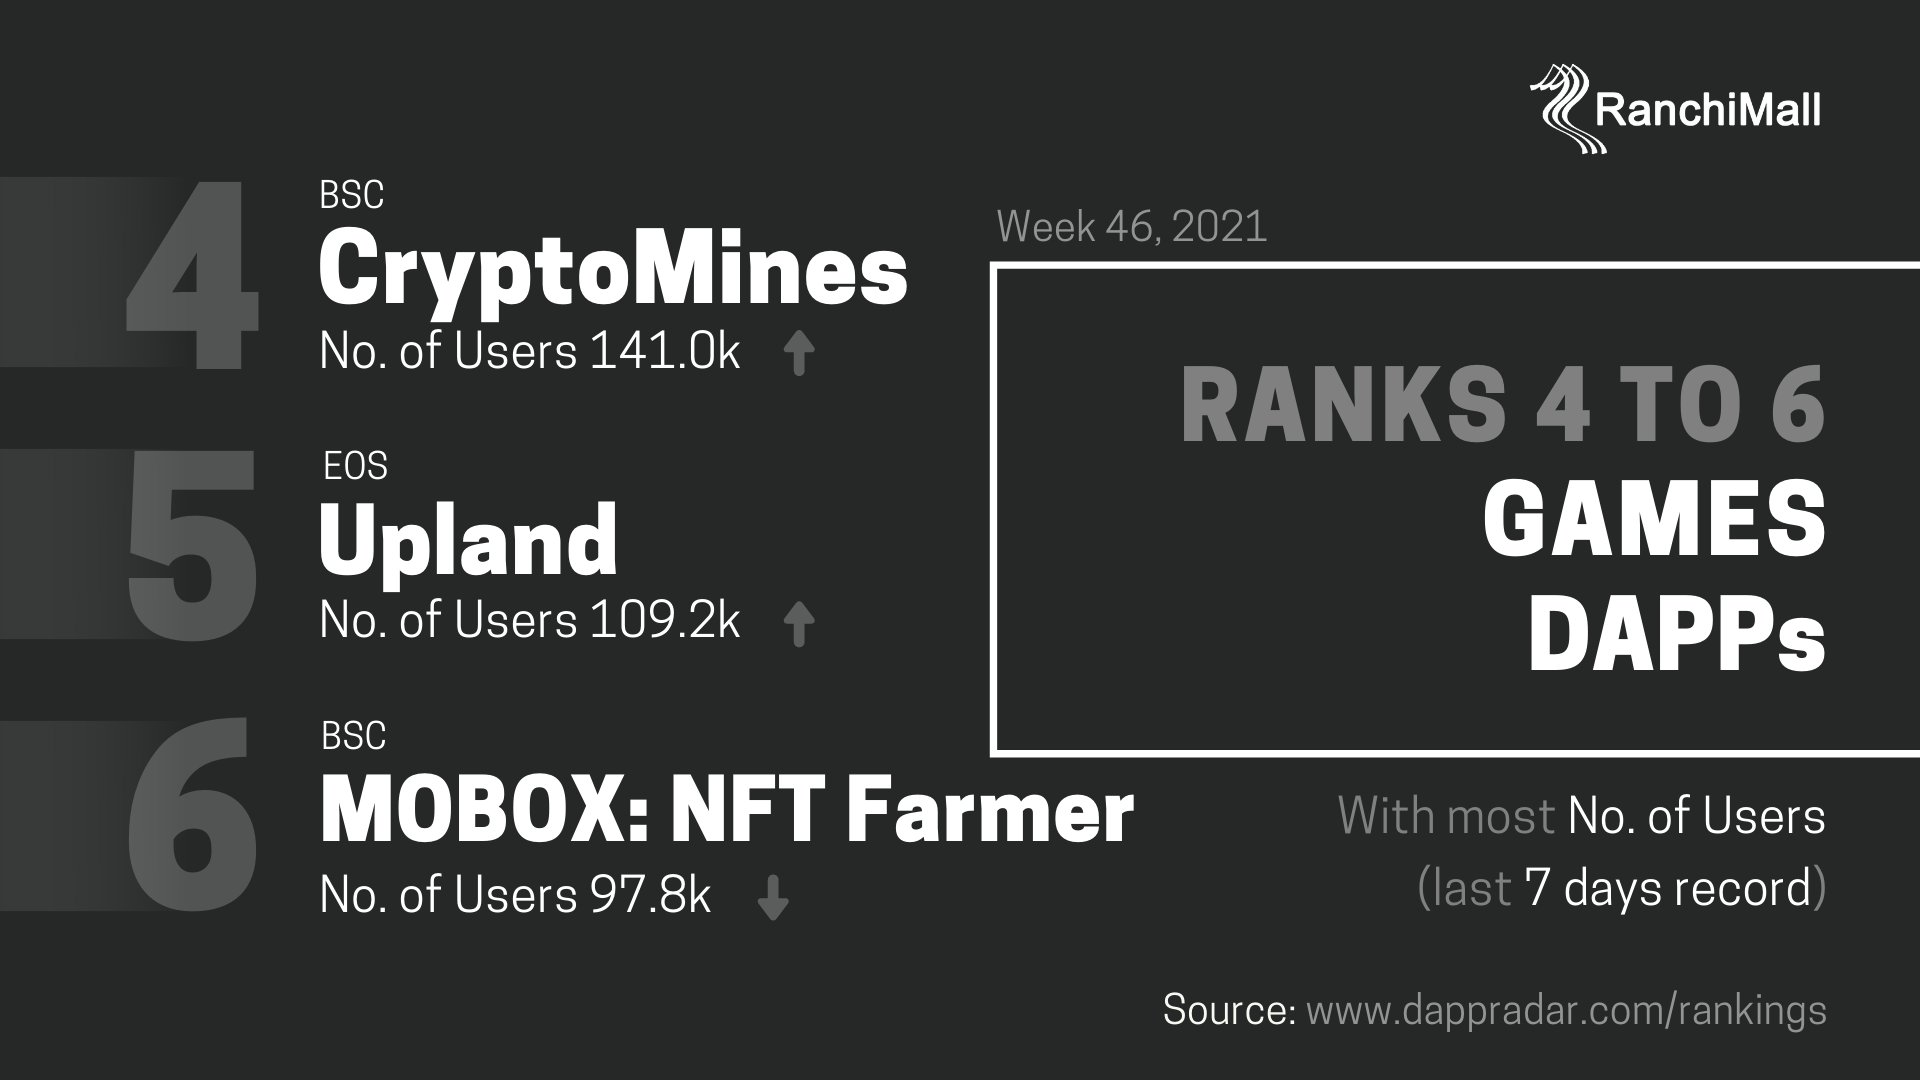 RanchiMall
4
BSC
CryptoMines
No. of Users 141.0k
5
EOS
Upland
No. of Users 109.2k
6
BSC
MOBOX: NFT Farmer
No. of Users 97.8k
Week 46, 2021
RANKS 4 TO 6
GAMES
DAPPs
With most No. of Users
(last 7 days record)
Source: www.dappradar.com/rankings